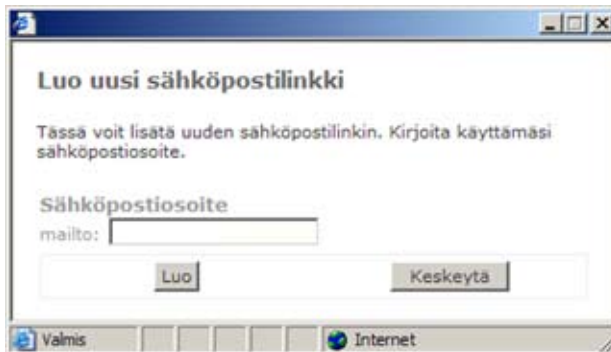 Luo uusi sähköpostilinkki
Tässä voit lisätä uuden sähköpostilinkin. Kirjoita käyttämäsi
sähköpostiosoite.
Sähköpostiosoite
mailto:
Luo Keskeytä
Valmis Internet